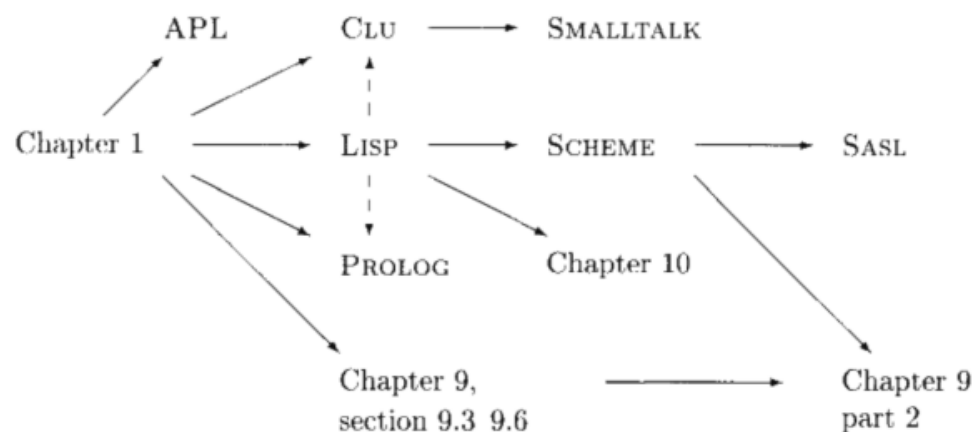 APL CLU SMALLTALK
Chapter 1 LISP SCHEME SASL
PROLOG Chapter 10
Chapter 9, Chapter 9
section 9.3 9.6 part 2